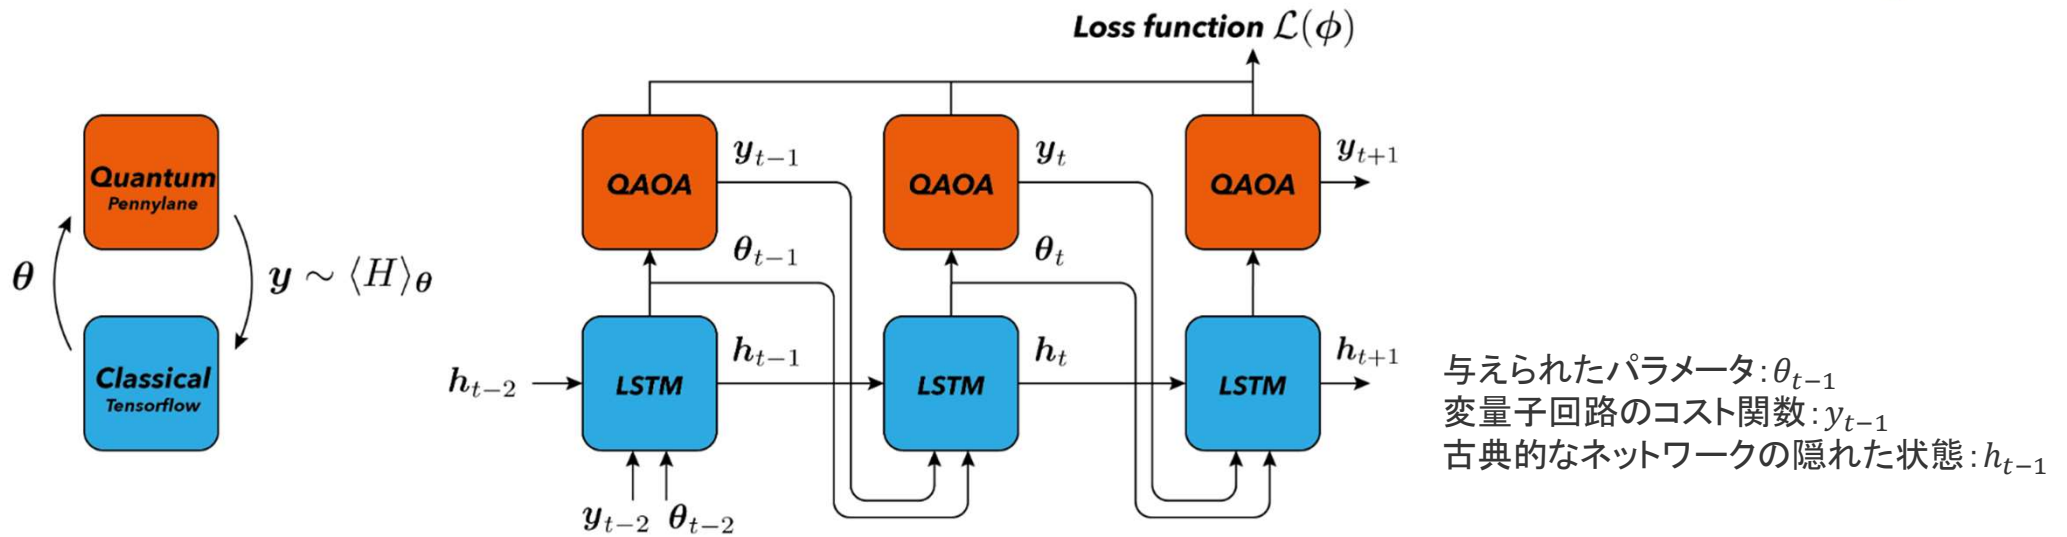 Loss function ℒ(ϕ)
Quantum
Pennylane
θ
y ∼ ⟨H⟩θ
Classical
Tensorflow
QAOA
y_{t−1}
QAOA
y_t
QAOA
y_{t+1}
θ_{t−1}
θ_t
h_{t−2}
LSTM
h_{t−1}
LSTM
h_t
LSTM
h_{t+1}
y_{t−2} θ_{t−2}
与えられたパラメータ:θ_{t−1}
変量子回路のコスト関数:y_{t−1}
古典的なネットワークの隠れた状態:h_{t−1}